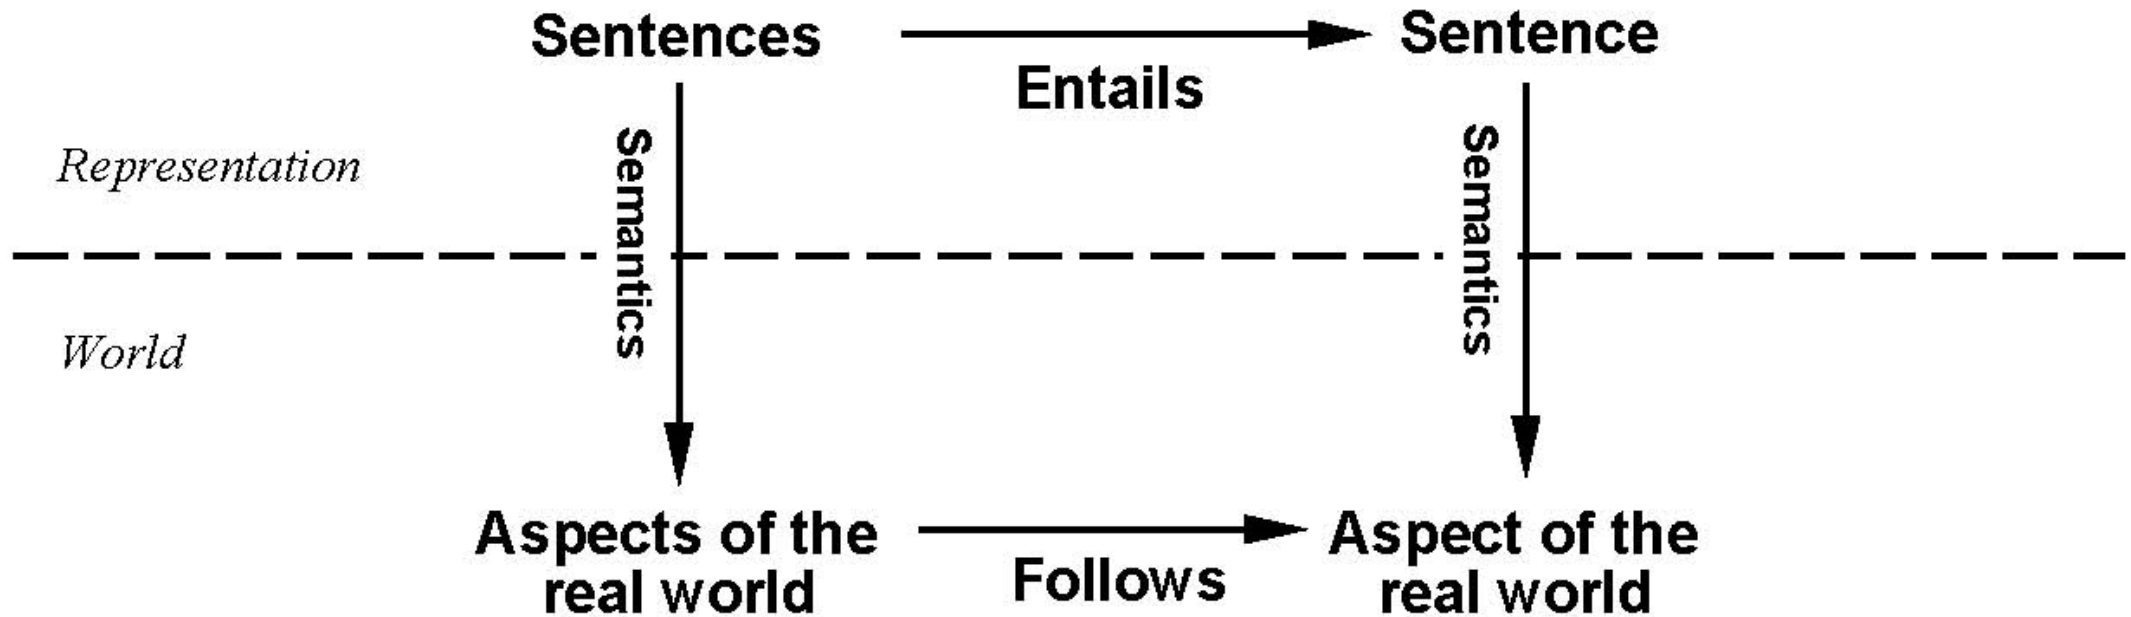 Sentences
Sentence
Entails
Representation
Semantics
Semantics
World
Aspects of the
real world
Follows
Aspect of the
real world